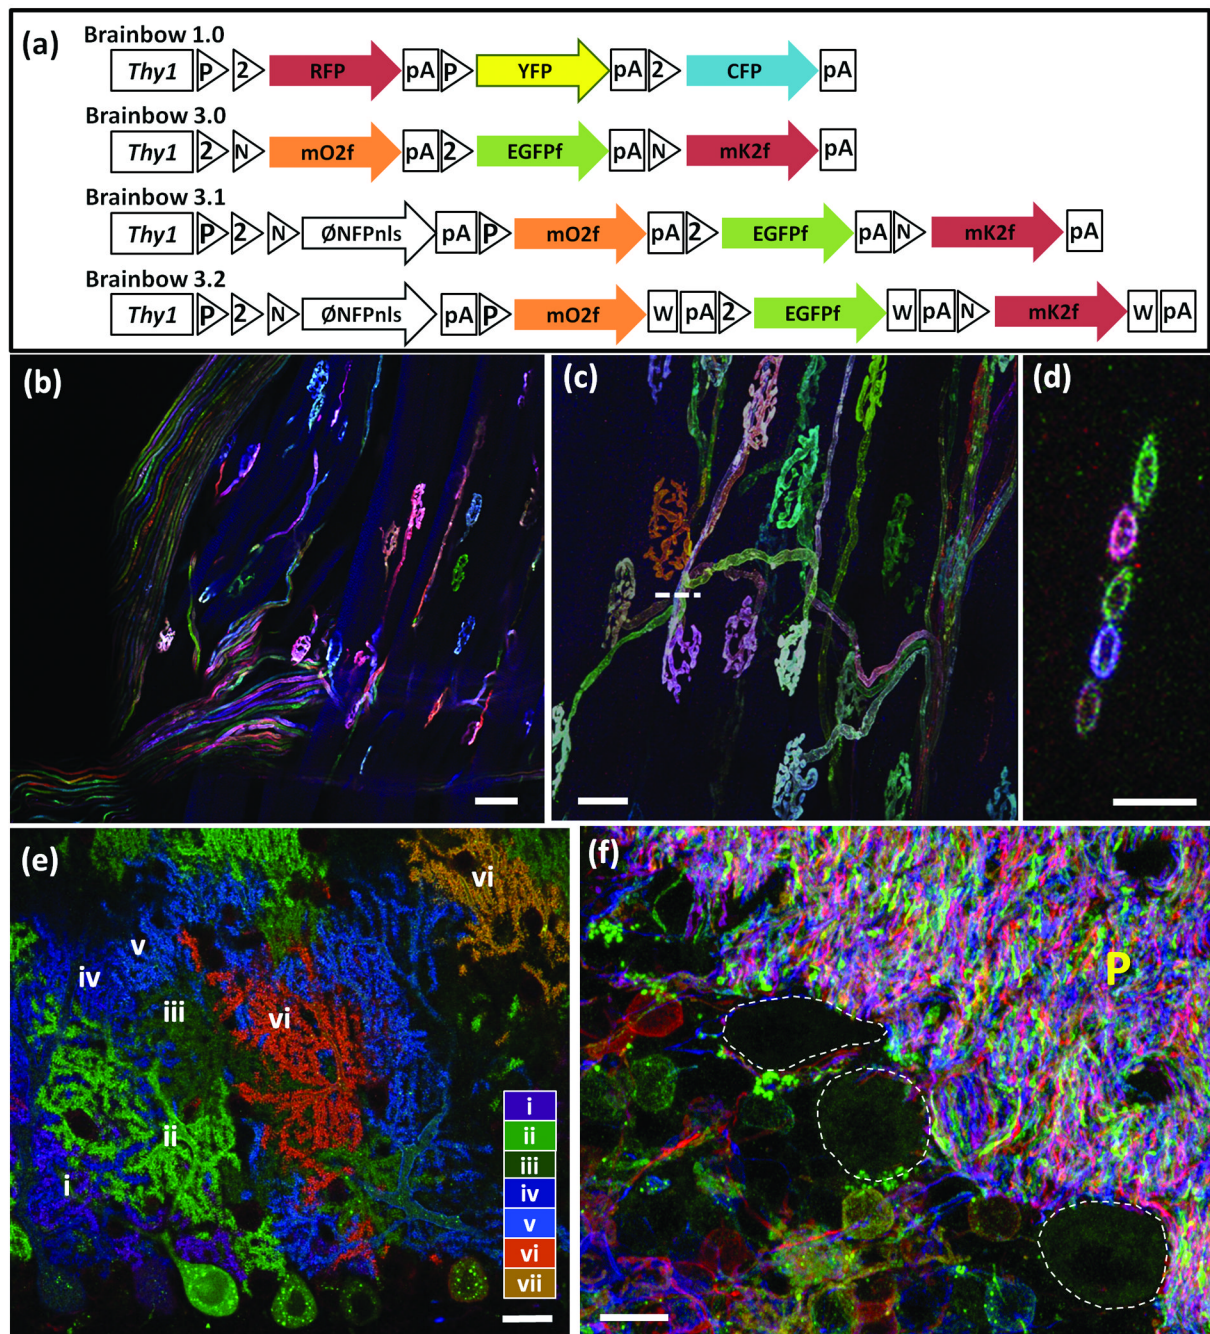 (a)
Brainbow 1.0
Thy1 P 2 RFP pA P YFP pA 2 CFP pA
Brainbow 3.0
Thy1 2 N mO2f pA 2 EGFPf pA N mK2f pA
Brainbow 3.1
Thy1 P 2 N ØNFPnls pA P mO2f pA 2 EGFPf pA N mK2f pA
Brainbow 3.2
Thy1 P 2 N ØNFPnls pA P mO2f W pA 2 EGFPf W pA N mK2f W pA
(b)
(c)
(d)
(e)
vi
v
iv
iii
vi
ii
i
i
ii
iii
iv
v
vi
vii
(f)
P